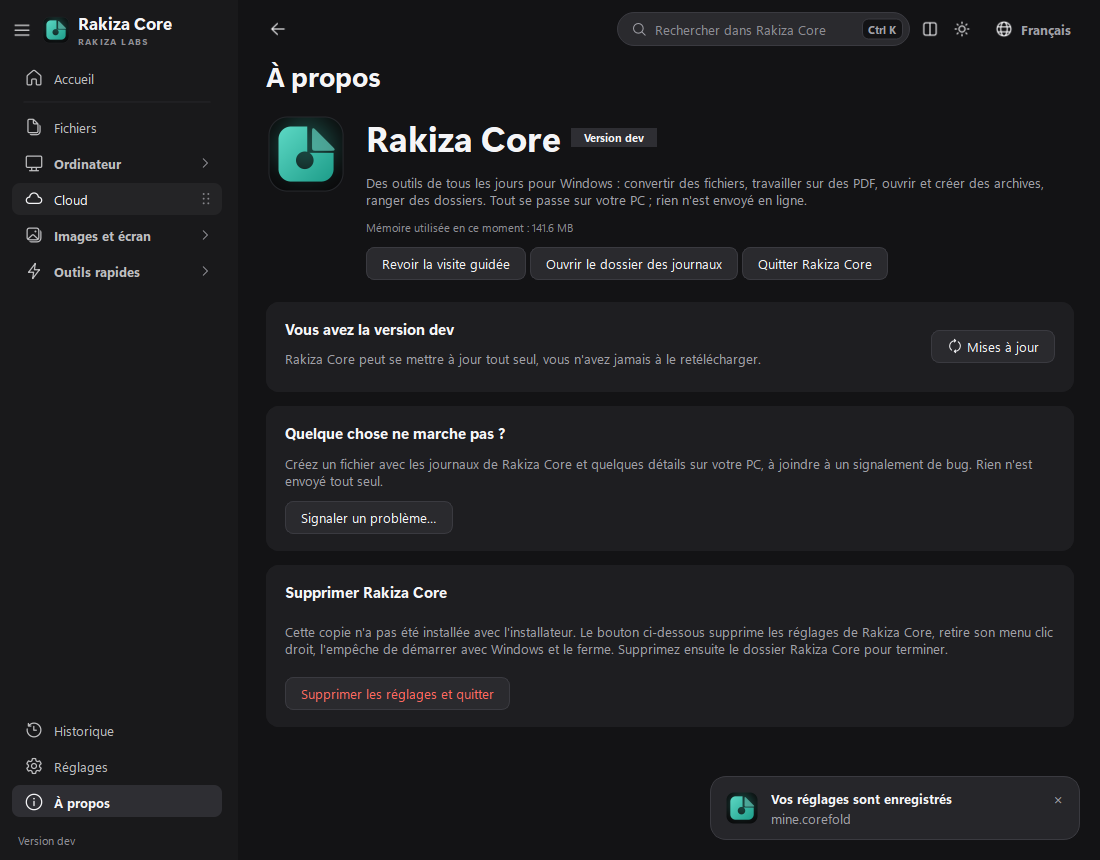 Rakiza Core
RAKIZA LABS
Accueil
Fichiers
Ordinateur
Cloud
Images et écran
Outils rapides
Historique
Réglages
À propos
Version dev
Rechercher dans Rakiza Core
Ctrl K
Français
À propos
Rakiza Core
Version dev
Des outils de tous les jours pour Windows : convertir des fichiers, travailler sur des PDF, ouvrir et créer des archives,
ranger des dossiers. Tout se passe sur votre PC ; rien n'est envoyé en ligne.
Mémoire utilisée en ce moment : 141.6 MB
Revoir la visite guidée
Ouvrir le dossier des journaux
Quitter Rakiza Core
Vous avez la version dev
Rakiza Core peut se mettre à jour tout seul, vous n'avez jamais à le retélécharger.
Mises à jour
Quelque chose ne marche pas ?
Créez un fichier avec les journaux de Rakiza Core et quelques détails sur votre PC, à joindre à un signalement de bug. Rien n'est
envoyé tout seul.
Signaler un problème...
Supprimer Rakiza Core
Cette copie n'a pas été installée avec l'installateur. Le bouton ci-dessous supprime les réglages de Rakiza Core, retire son menu clic
droit, l'empêche de démarrer avec Windows et le ferme. Supprimez ensuite le dossier Rakiza Core pour terminer.
Supprimer les réglages et quitter
Vos réglages sont enregistrés
mine.corefold